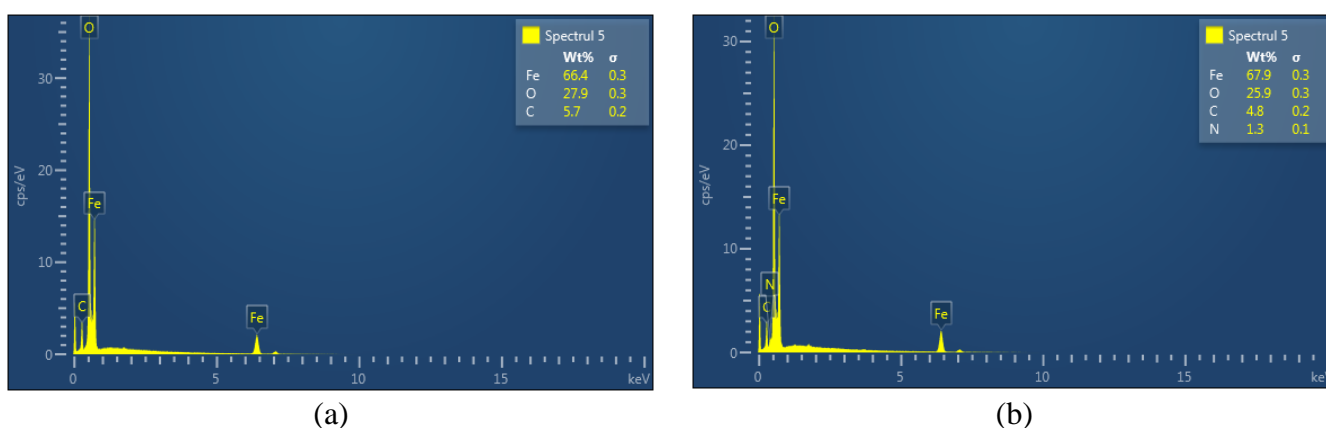 O
Spectrul 5
Wt% σ
Fe 66.4 0.3
O 27.9 0.3
C 5.7 0.2
30
20
10
0
cps/eV
Fe
C
Fe
0 5 10 15 keV
(a)
O
Spectrul 5
Wt% σ
Fe 67.9 0.3
O 25.9 0.3
C 4.8 0.2
N 1.3 0.1
30
20
10
0
cps/eV
Fe
N
C
Fe
0 5 10 15 ke
(b)